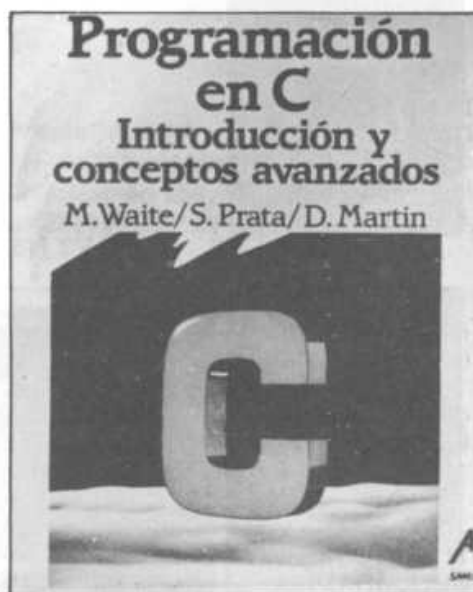 Programación
en C
Introducción y
conceptos avanzados
M. Waite/S. Prata/D. Martin
C